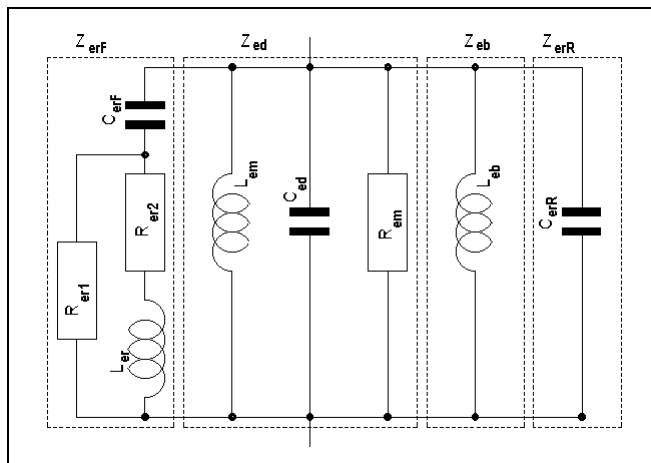 Z erF
Z ed
Z eb
Z erR
C erF
R er2
R er1
L er
L em
C ed
R em
L eb
C erR